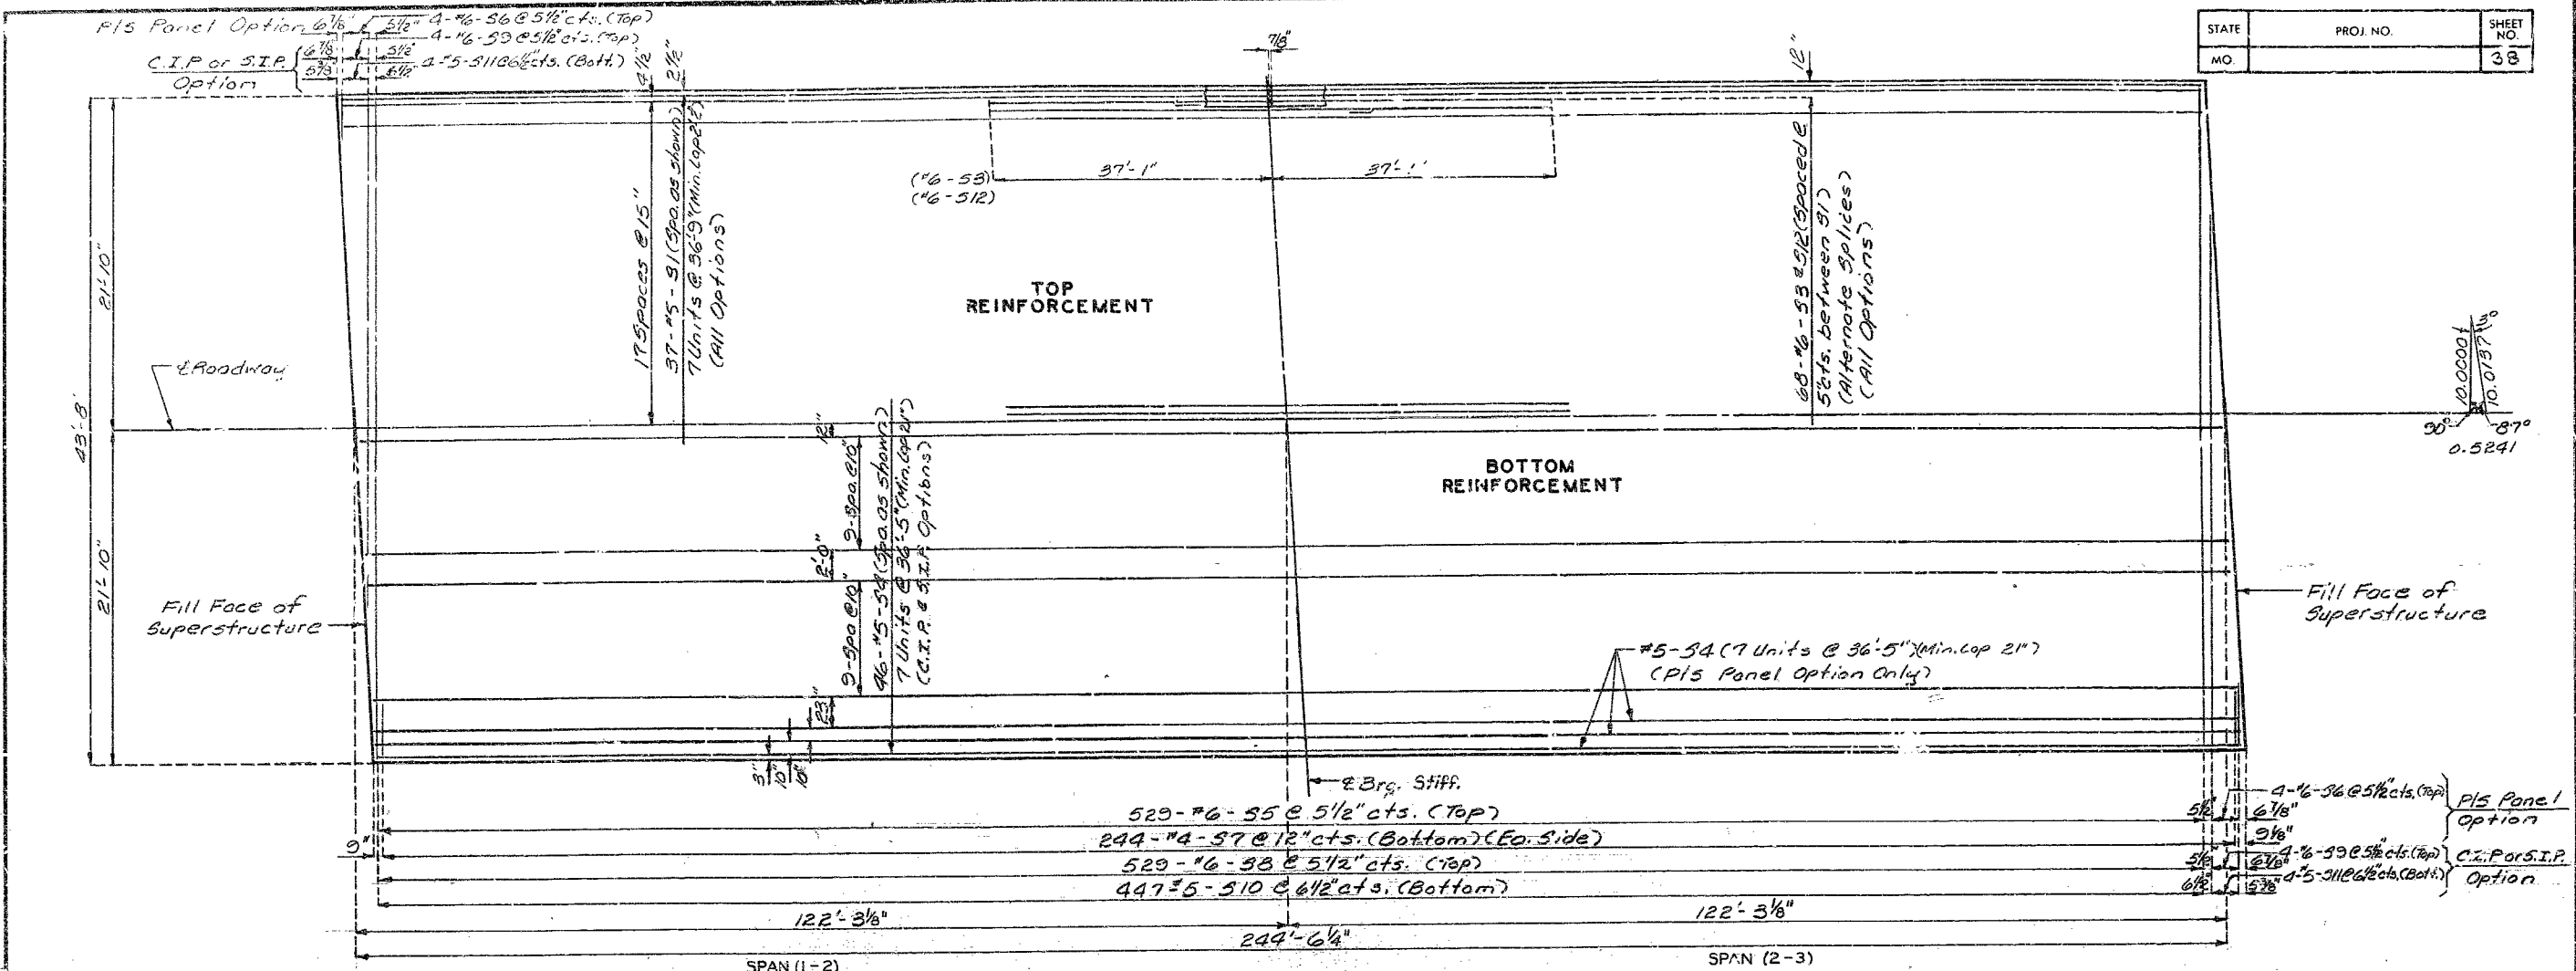 STATE PROJ. NO. SHEET NO.
MO. 38
P/S Panel Option 6⅞" 5½" 4-#6-S6@5½"cts.(Top)
4-#6-S9@5½"cts.(Top)
C.I.P. or S.I.P. Option 6⅞ 5½"
5⅞ 6½ 4-#5-S11@6½"cts.(Bott.)
4½" 2½"
7/8"
12"
(#6-S3) 37'-1" 37'-1"
(#6-S12)
17 Spaces @ 15"
37-#5-S1(Spa. as shown)
7 Units @ 36'-9"(Min. Lap 2'2")
(All Options)
TOP
REINFORCEMENT
68-#6-S3 & S12(Spaced @
5"cts. between S1)
(Alternate Splices)
(All Options)
21'-10"
43'-8"
21'-10"
℄ Roadway
3°
10.0000
10.0137
90° 87°
0.5241
BOTTOM
REINFORCEMENT
12"
9-Spa.@10"
2'-0"
9-Spa@10"
23"
46-#5-S4(Spa. as shown)
7 Units @ 36'-5"(Min. Lap 21")
(C.I.P. & S.I.P. Options)
Fill Face of
Superstructure
Fill Face of
Superstructure
#5-S4(7 Units @ 36'-5")(Min. Lap 21")
(P/S Panel Option Only)
3" 10" 10"
℄ Brg. Stiff.
529-#6-S5 @ 5½" cts. (Top) 5½" 4-#6-S6@5½"cts.(Top) 6⅞" P/S Panel Option
9" 244-#4-S7 @ 12" cts. (Bottom)(Ea. Side) 9⅛"
529-#6-S8 @ 5½" cts. (Top) 5½ 4-#6-S9@5½"cts.(Top) 6⅞" C.I.P. or S.I.P. Option
447-#5-S10 @ 6½" cts. (Bottom) 6½" 4-#5-S11@6½"cts.(Bott.) 5⅞"
122'-3⅛" 122'-3⅛"
244'-6¼"
SPAN (1-2) SPAN (2-3)